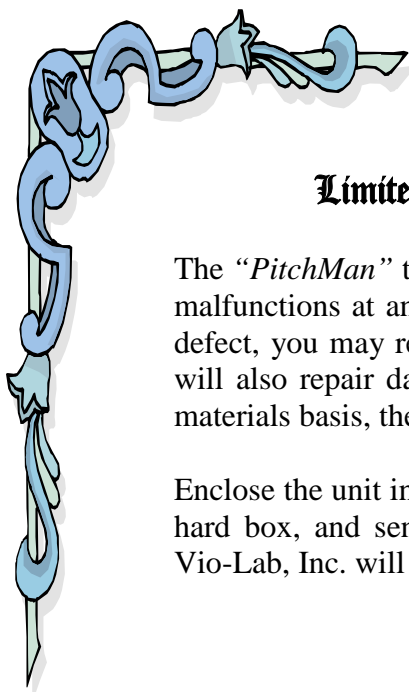 Limite
The “PitchMan” t
malfunctions at an
defect, you may re
will also repair da
materials basis, the
Enclose the unit in
hard box, and ser
Vio-Lab, Inc. will